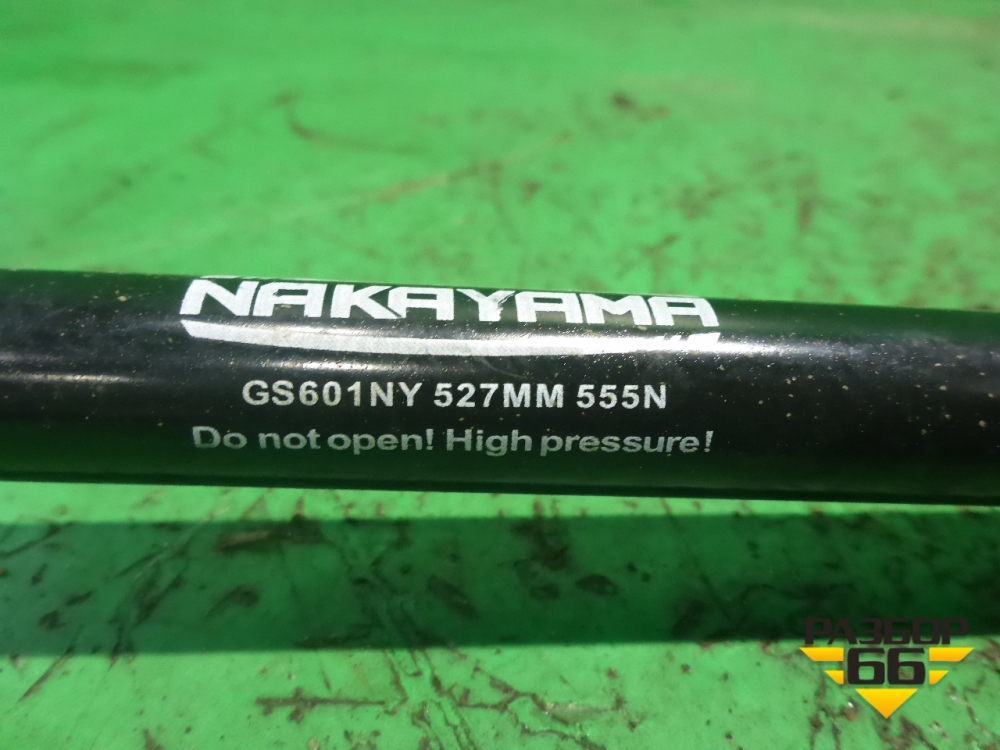 NAKAYAMA
GS601NY 527MM 555N
Do not open! High pressure!
РАЗБОР
66